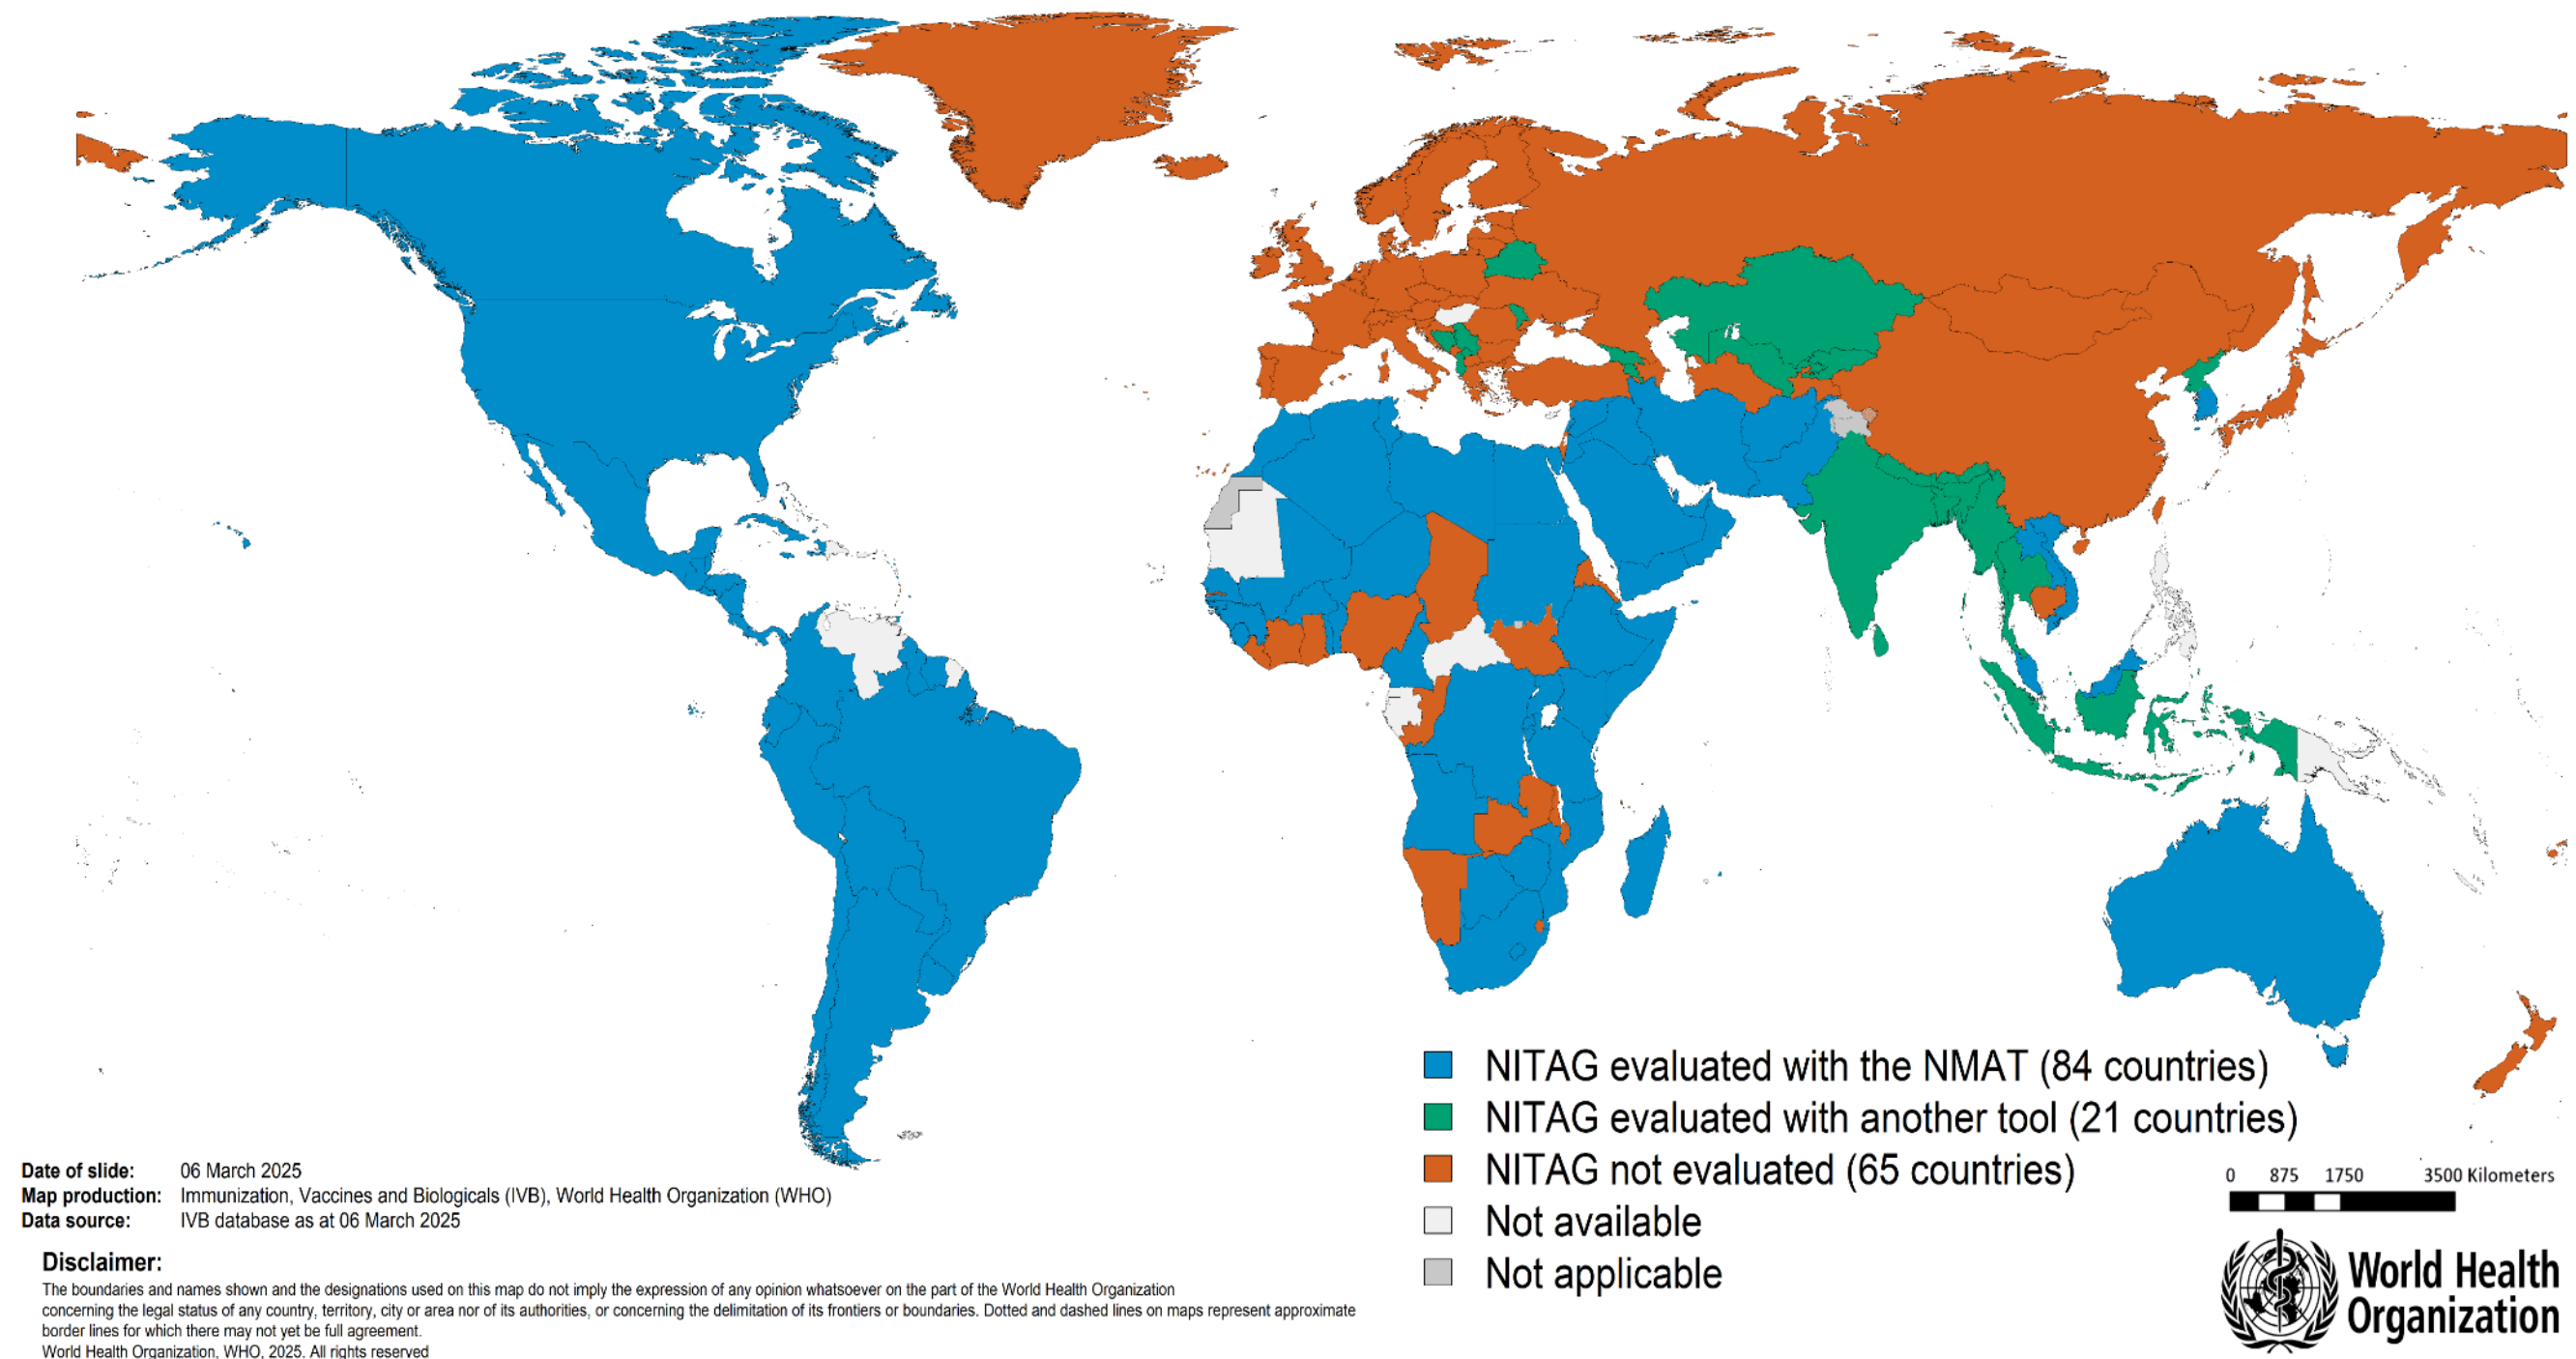 NITAG evaluated with the NMAT (84 countries)
NITAG evaluated with another tool (21 countries)
NITAG not evaluated (65 countries)
Not available
Not applicable
0 875 1750 3500 Kilometers
World Health
Organization
Date of slide: 06 March 2025
Map production: Immunization, Vaccines and Biologicals (IVB), World Health Organization (WHO)
Data source: IVB database as at 06 March 2025
Disclaimer:
The boundaries and names shown and the designations used on this map do not imply the expression of any opinion whatsoever on the part of the World Health Organization
concerning the legal status of any country, territory, city or area nor of its authorities, or concerning the delimitation of its frontiers or boundaries. Dotted and dashed lines on maps represent approximate
border lines for which there may not yet be full agreement.
World Health Organization, WHO, 2025. All rights reserved